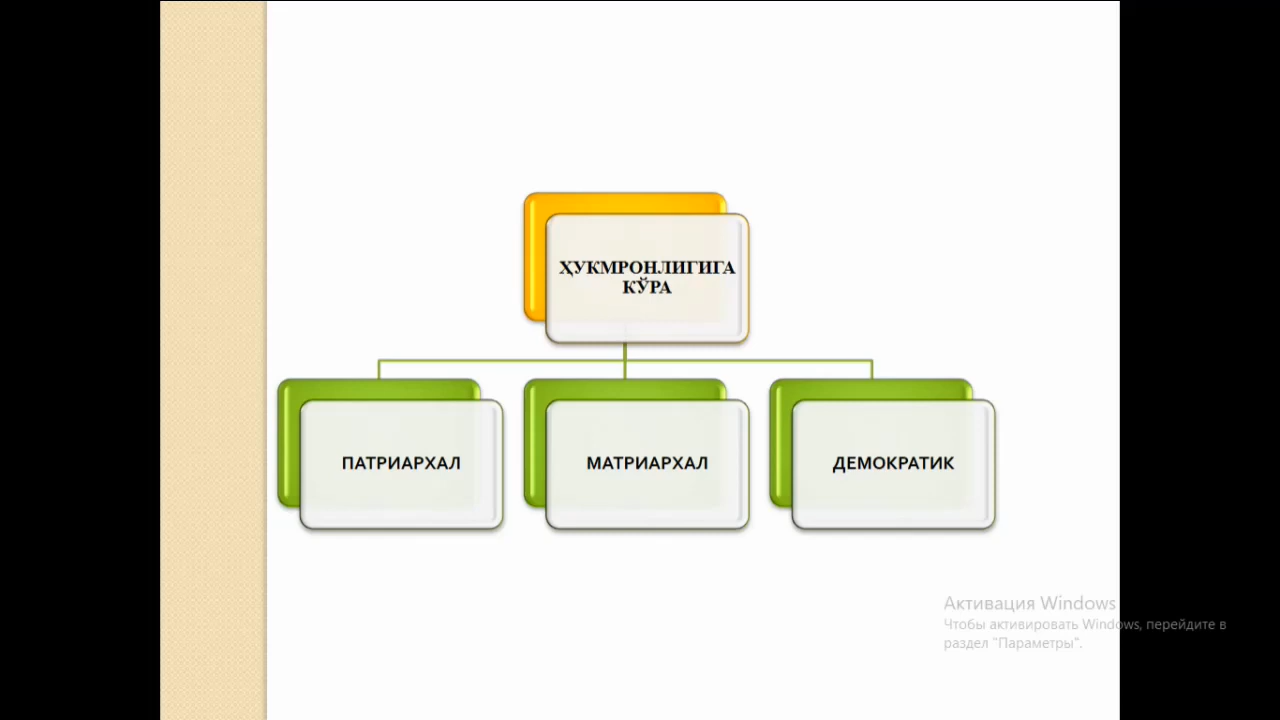 ҲУКМРОНЛИГИГА
КЎРА
ПАТРИАРХАЛ
МАТРИАРХАЛ
ДЕМОКРАТИК
Активация Windows
Чтобы активировать Windows, перейдите в
раздел "Параметры".